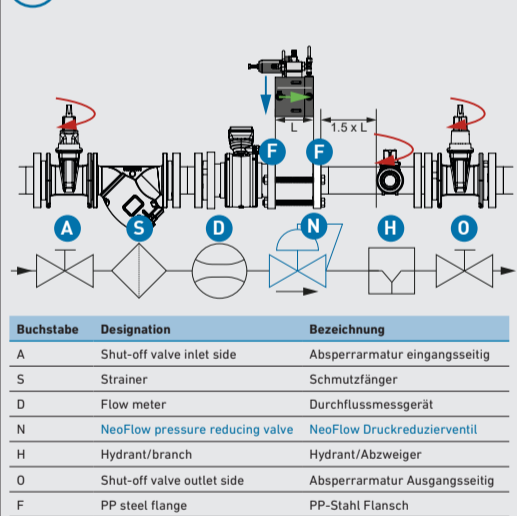 L
1.5 x L
F
F
A
S
D
N
H
O
Buchstabe Designation Bezeichnung
A Shut-off valve inlet side Absperrarmatur eingangsseitig
S Strainer Schmutzfänger
D Flow meter Durchflussmessgerät
N NeoFlow pressure reducing valve NeoFlow Druckreduzierventil
H Hydrant/branch Hydrant/Abzweiger
O Shut-off valve outlet side Absperrarmatur Ausgangsseitig
F PP steel flange PP-Stahl Flansch